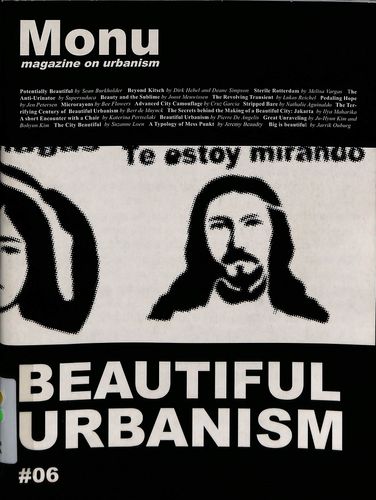 Monu
magazine on urbanism
Potentially Beautiful by Sean Burkholder Beyond Kitsch by Dirk Hebel and Deane Simpson Sterile Rotterdam by Melisa Vargas The
Anti-Urinator by Supersudaca Beauty and the Sublime by Joost Meuwissen The Revolving Transient by Lukas Reichel Pedaling Hope
by Jen Petersen Microrayons by Bee Flowers Advanced City Camouflage by Cruz Garcia Stripped Bare by Nathalie Aguinaldo The Ter-
rifying Century of Beautiful Urbanism by Bert de Muynck The Secrets behind the Making of a Beautiful City: Jakarta by Ilya Maharika
A short Encounter with a Chair by Katerina Pertselaki Beautiful Urbanism by Pierre De Angelis Great Unraveling by Ju-Hyun Kim and
Bohyun Kim The City Beautiful by Suzanne Loen A Typology of Mess Punkt by Jeremy Beaudry Big is beautiful by Jarrik Ouburg
Te estoy mirando
BEAUTIFUL
URBANISM
#06